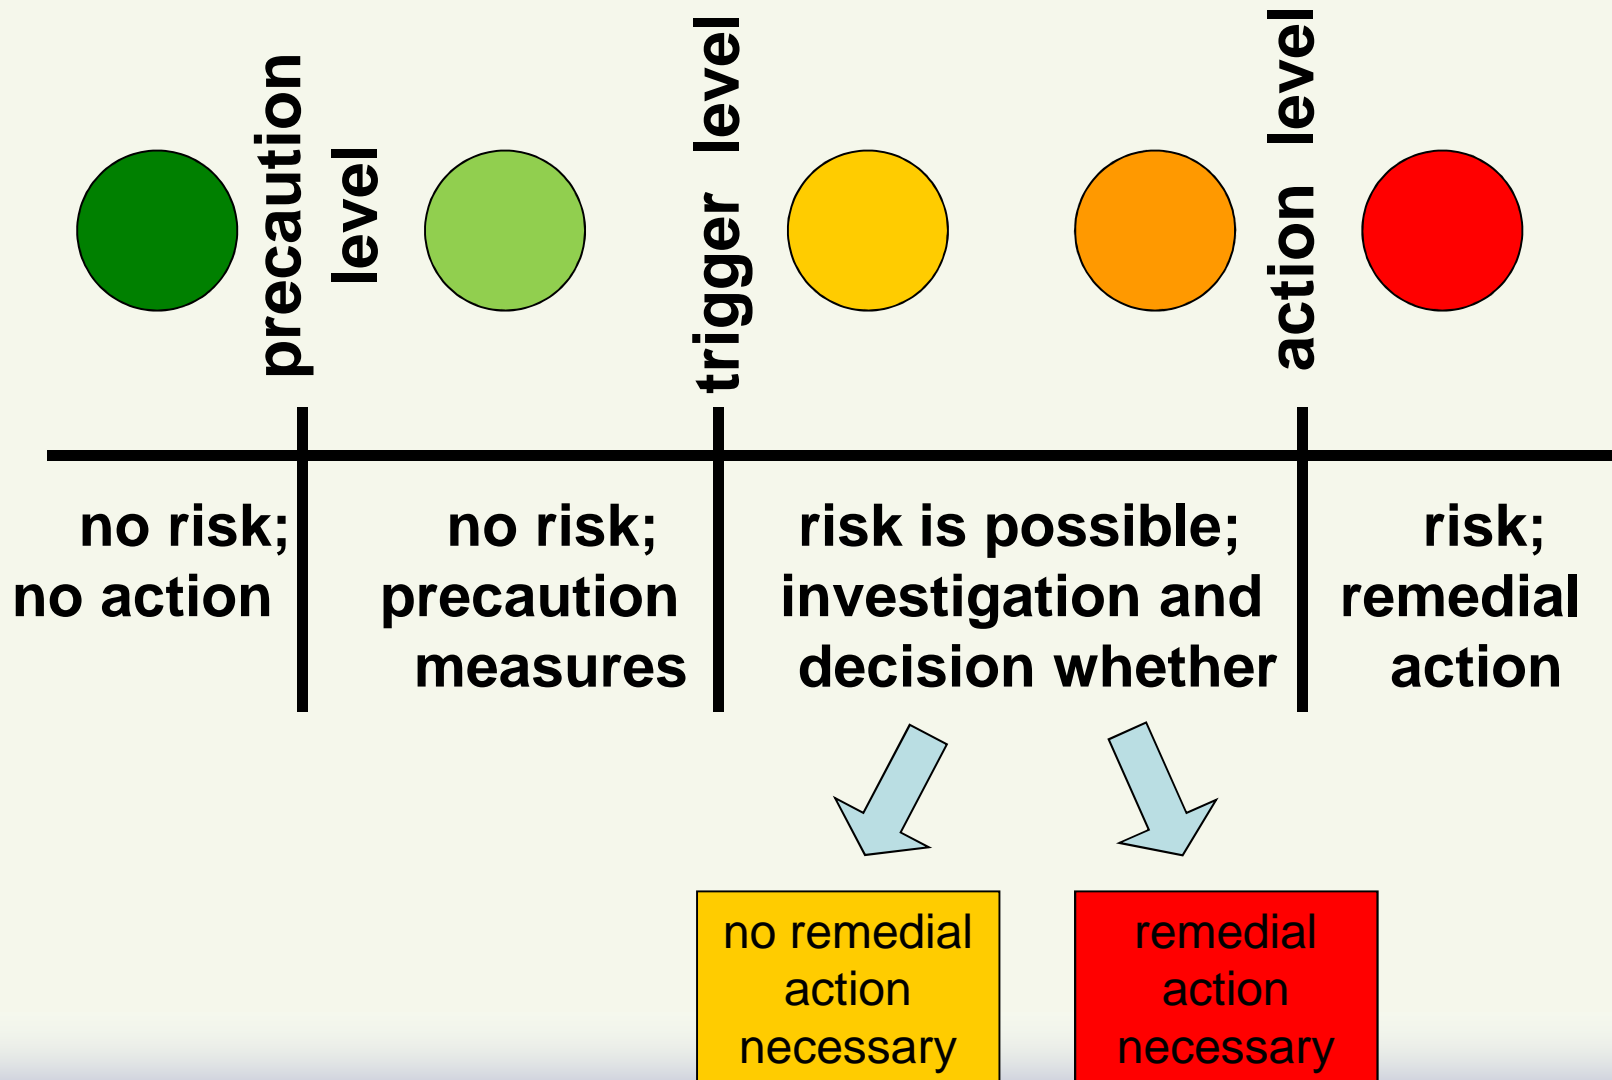 precaution
level
trigger level
action level
no risk;
no action
no risk;
precaution
measures
risk is possible;
investigation and
decision whether
risk;
remedial
action
no remedial
action
necessary
remedial
action
necessary